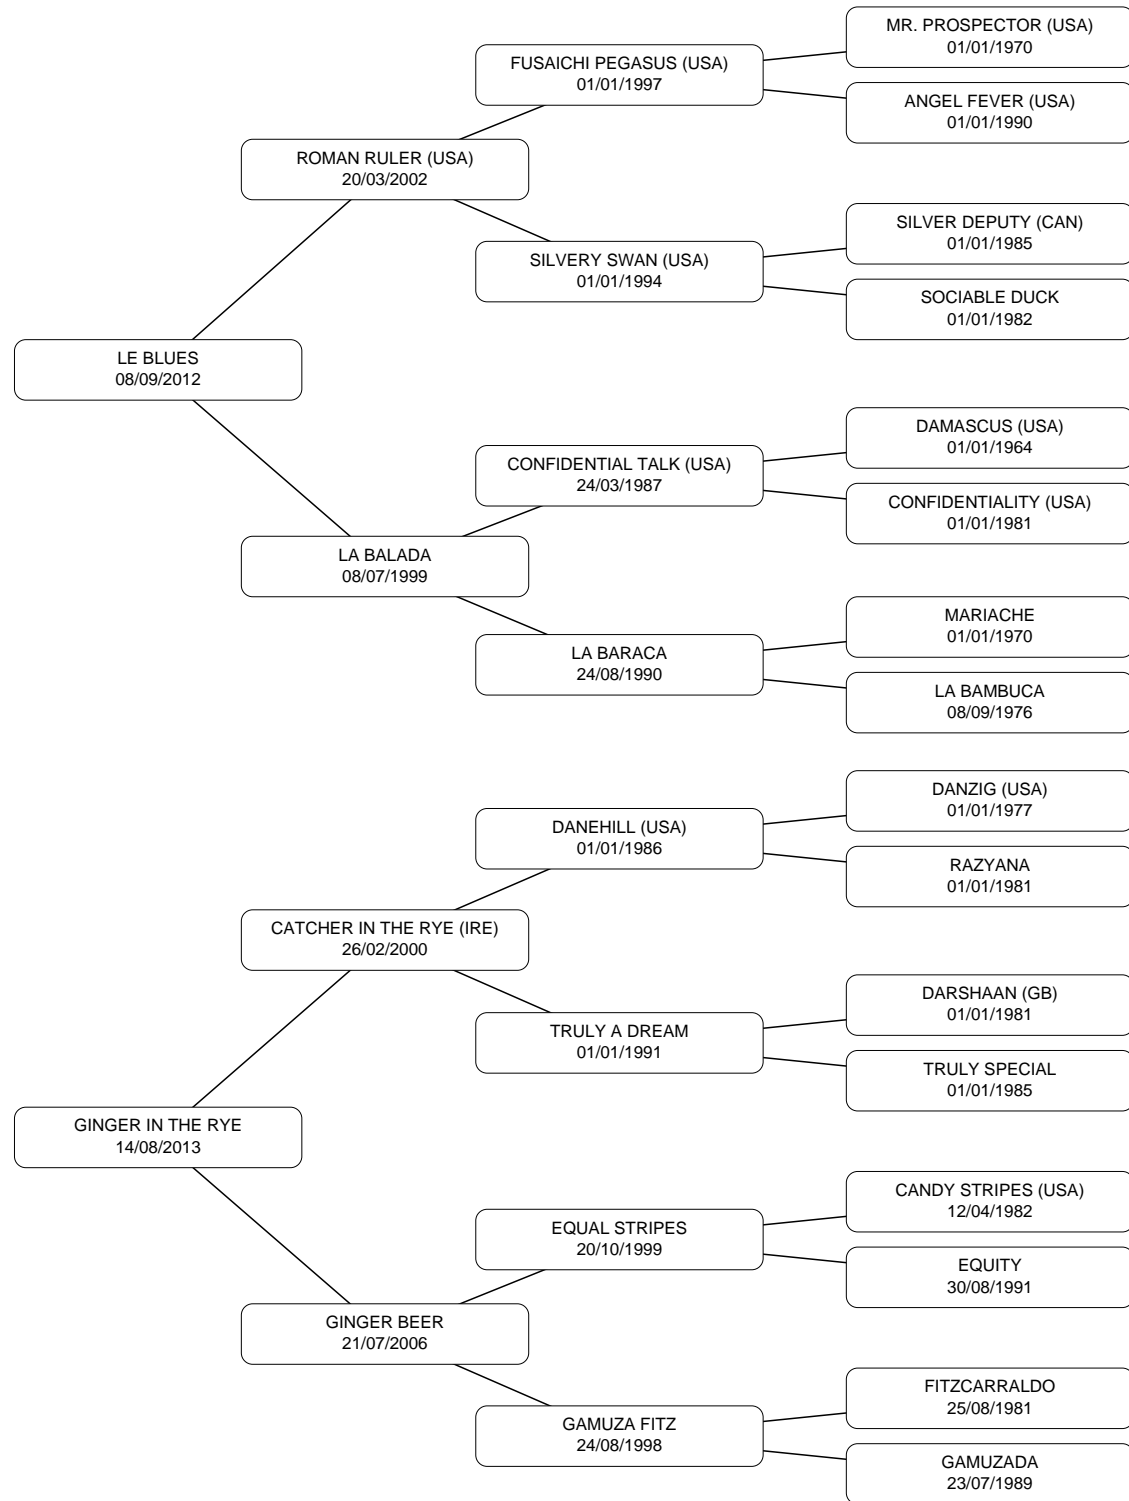 MR. PROSPECTOR (USA)
01/01/1970
FUSAICHI PEGASUS (USA)
01/01/1997
ANGEL FEVER (USA)
01/01/1990
ROMAN RULER (USA)
20/03/2002
SILVER DEPUTY (CAN)
01/01/1985
SILVERY SWAN (USA)
01/01/1994
SOCIABLE DUCK
01/01/1982
LE BLUES
08/09/2012
DAMASCUS (USA)
01/01/1964
CONFIDENTIAL TALK (USA)
24/03/1987
CONFIDENTIALITY (USA)
01/01/1981
LA BALADA
08/07/1999
MARIACHE
01/01/1970
LA BARACA
24/08/1990
LA BAMBUCA
08/09/1976
DANZIG (USA)
01/01/1977
DANEHILL (USA)
01/01/1986
RAZYANA
01/01/1981
CATCHER IN THE RYE (IRE)
26/02/2000
DARSHAAN (GB)
01/01/1981
TRULY A DREAM
01/01/1991
TRULY SPECIAL
01/01/1985
GINGER IN THE RYE
14/08/2013
CANDY STRIPES (USA)
12/04/1982
EQUAL STRIPES
20/10/1999
EQUITY
30/08/1991
GINGER BEER
21/07/2006
FITZCARRALDO
25/08/1981
GAMUZA FITZ
24/08/1998
GAMUZADA
23/07/1989